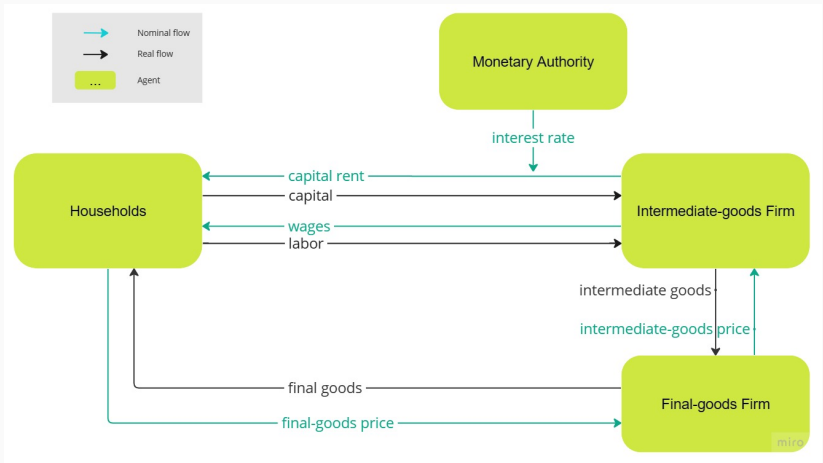 Nominal flow
Real flow
...
Agent
Monetary Authority
interest rate
capital rent
capital
Households
Intermediate-goods Firm
wages
labor
intermediate goods
intermediate-goods price
final goods
Final-goods Firm
final-goods price
miro